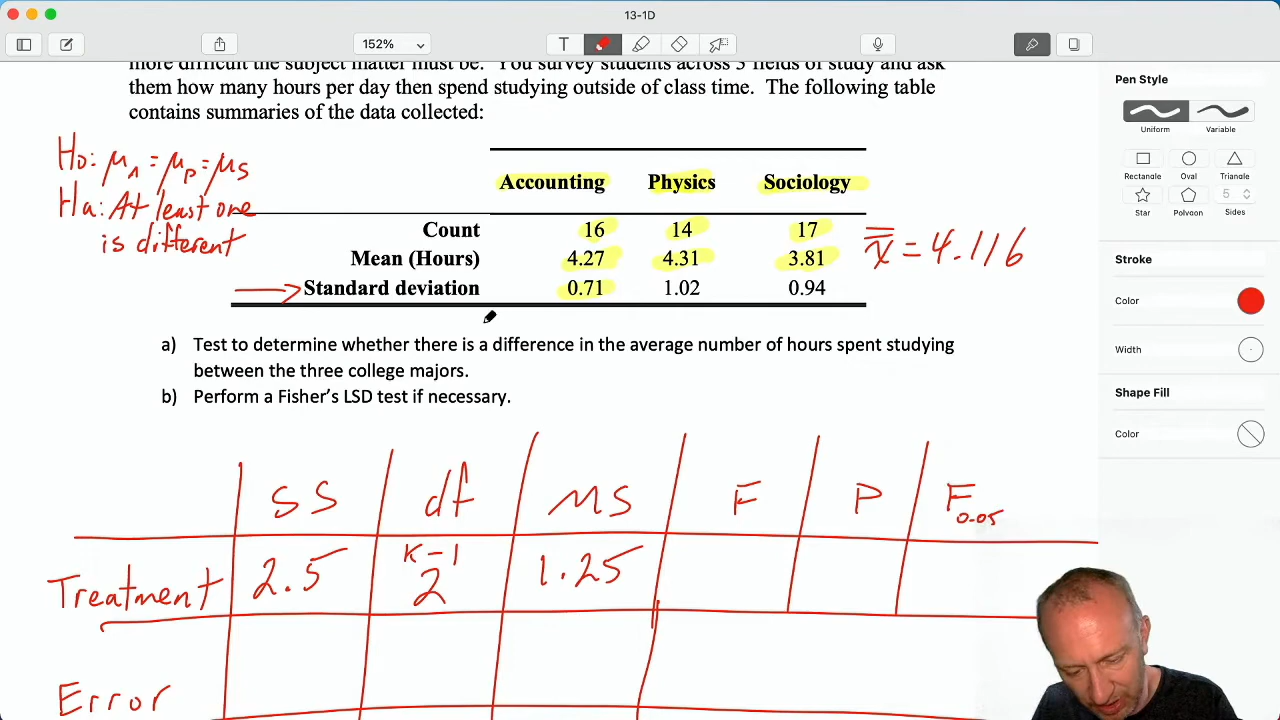 13-1D
152%
T
more difficult the subject matter must be. You survey students across 3 fields of study and ask
them how many hours per day then spend studying outside of class time. The following table
contains summaries of the data collected:
Ho: μA = μP = μS
Ha: At least one
is different
Accounting Physics Sociology
Count 16 14 17
Mean (Hours) 4.27 4.31 3.81
Standard deviation 0.71 1.02 0.94
x = 4.116
a) Test to determine whether there is a difference in the average number of hours spent studying
between the three college majors.
b) Perform a Fisher's LSD test if necessary.
SS df MS F P F0.05
K-1
Treatment 2.5 2 1.25
Error
Pen Style
Uniform Variable
Rectangle Oval Triangle
5
Star Polygon Sides
Stroke
Color
Width
Shape Fill
Color